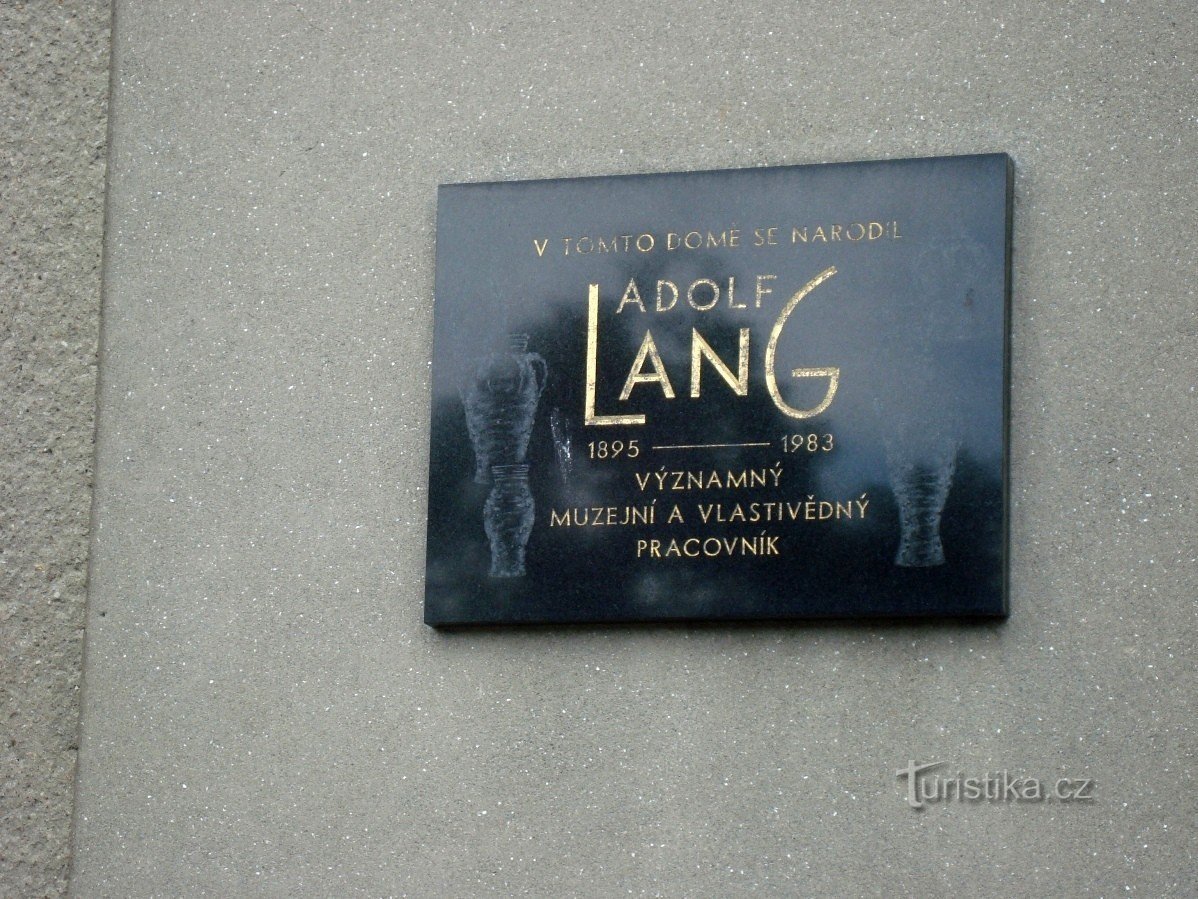 V TOMTO DOMĚ SE NARODIL
ADOLF
LANG
1895 — 1983
VÝZNAMNÝ
MUZEJNÍ A VLASTIVĚDNÝ
PRACOVNÍK
Turistika.cz